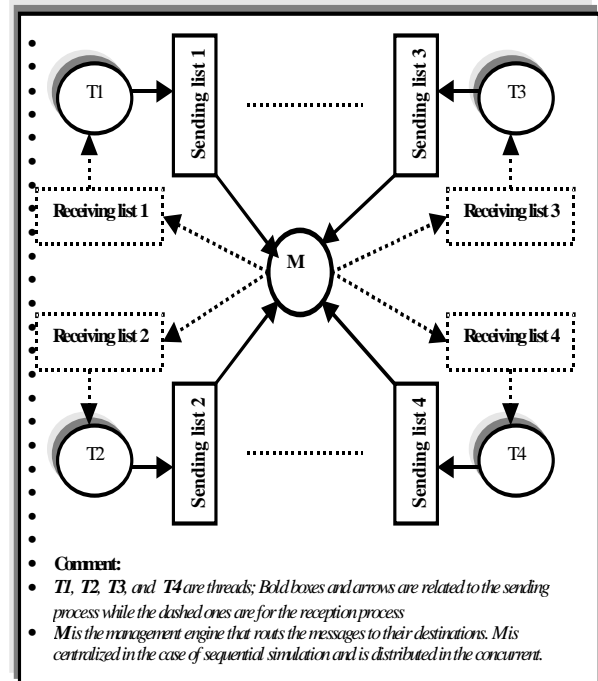 T1
Sending list 1
Sending list 3
T3
Receiving list 1
Receiving list 3
M
Receiving list 2
Receiving list 4
T2
Sending list 2
Sending list 4
T4
Comment:
T1, T2, T3, and T4 are threads; Bold boxes and arrows are related to the sending
process while the dashed ones are for the reception process
M is the management engine that routs the messages to their destinations. M is
centralized in the case of sequential simulation and is distributed in the concurrent.